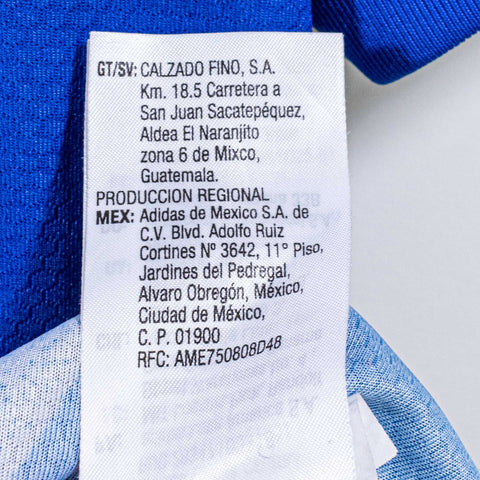 GT/SV: CALZADO FINO, S.A.
Km. 18.5 Carretera a
San Juan Sacatepéquez,
Aldea El Naranjito
zona 6 de Mixco,
Guatemala.
PRODUCCION REGIONAL
MEX: Adidas de Mexico S.A. de
C.V. Blvd. Adolfo Ruiz
Cortines Nº 3642, 11° Piso,
Jardines del Pedregal,
Alvaro Obregón, México,
Ciudad de México,
C. P. 01900
RFC: AME750808D48